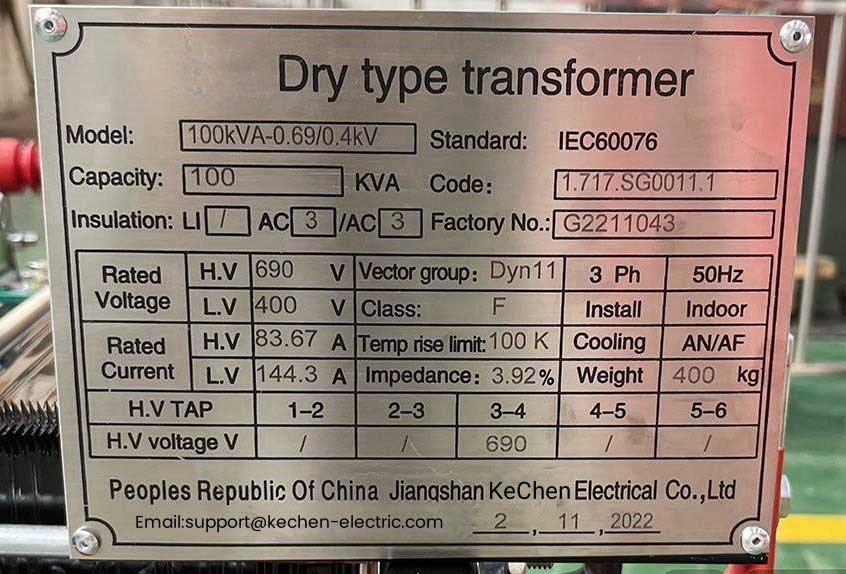 Dry type transformer
Model: 100kVA-0.69/0.4kV Standard: IEC60076
Capacity: 100 KVA Code: 1.717.SG0011.1
Insulation: LI / AC 3 /AC 3 Factory No.: G2211043
Rated Voltage H.V 690 V Vector group: Dyn11 3 Ph 50Hz
L.V 400 V Class: F Install Indoor
Rated Current H.V 83.67 A Temp rise limit: 100 K Cooling AN/AF
L.V 144.3 A Impedance: 3.92% Weight 400 kg
H.V TAP 1-2 2-3 3-4 4-5 5-6
H.V voltage V / / 690 / /
Peoples Republic Of China Jiangshan KeChen Electrical Co.,Ltd
Email:support@kechen-electric.com 2 , 11 , 2022